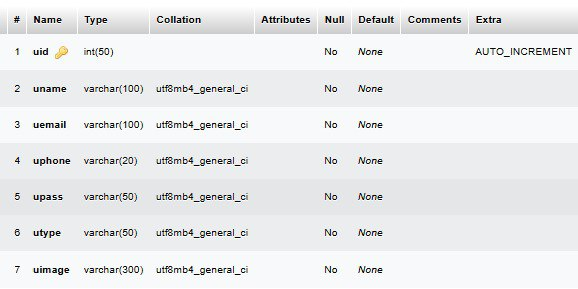 # Name Type Collation Attributes Null Default Comments Extra
1 uid int(50) No None AUTO_INCREMENT
2 uname varchar(100) utf8mb4_general_ci No None
3 uemail varchar(100) utf8mb4_general_ci No None
4 uphone varchar(20) utf8mb4_general_ci No None
5 upass varchar(50) utf8mb4_general_ci No None
6 utype varchar(50) utf8mb4_general_ci No None
7 uimage varchar(300) utf8mb4_general_ci No None